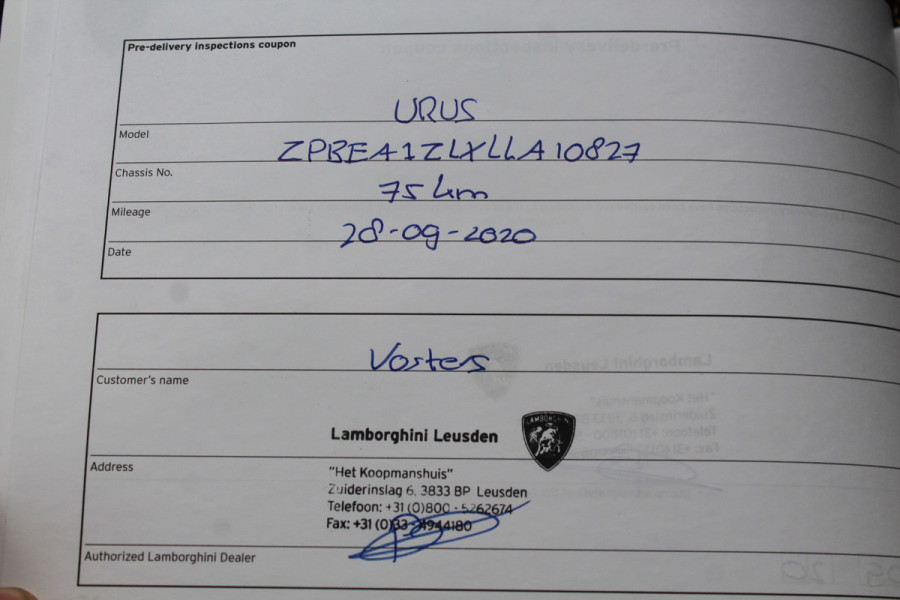 Pre-delivery inspections coupon
URUS
Model
ZPBEA1ZLXLLA10827
Chassis No.
75 km
Mileage
28-09-2020
Date
Vosters
Customer's name
LAMBORGHINI
Lamborghini Leusden
Address
"Het Koopmanshuis"
Zuiderinslag 6, 3833 BP Leusden
Telefoon: +31(0)800 - 5262674
Fax: +31 (0)33 - 4944180
Authorized Lamborghini Dealer